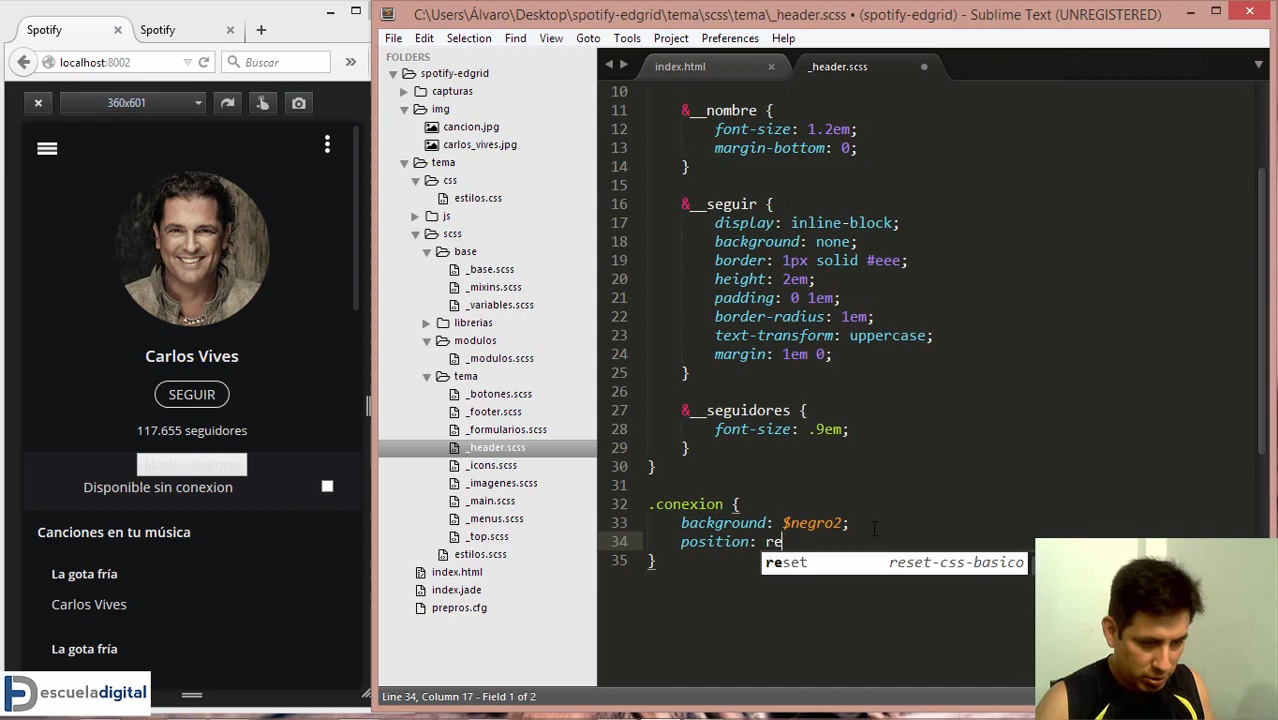 Spotify
Spotify
localhost:8002
Buscar
360x601
Carlos Vives
SEGUIR
117.655 seguidores
Disponible sin conexion
Canciones en tu música
La gota fría
Carlos Vives
La gota fría
escueladigital
C:\Users\Álvaro\Desktop\spotify-edgrid\tema\scss\tema\_header.scss • (spotify-edgrid) - Sublime Text (UNREGISTERED)
File Edit Selection Find View Goto Tools Project Preferences Help
FOLDERS
spotify-edgrid
capturas
img
cancion.jpg
carlos_vives.jpg
tema
css
estilos.css
js
scss
base
_base.scss
_mixins.scss
_variables.scss
librerias
modulos
_modulos.scss
tema
_botones.scss
_footer.scss
_formularios.scss
_header.scss
_icons.scss
_imagenes.scss
_main.scss
_menus.scss
_top.scss
estilos.scss
index.html
index.jade
prepros.cfg
index.html
_header.scss
10
11 &__nombre {
12 font-size: 1.2em;
13 margin-bottom: 0;
14 }
15
16 &__seguir {
17 display: inline-block;
18 background: none;
19 border: 1px solid #eee;
20 height: 2em;
21 padding: 0 1em;
22 border-radius: 1em;
23 text-transform: uppercase;
24 margin: 1em 0;
25 }
26
27 &__seguidores {
28 font-size: .9em;
29 }
30 }
31
32 .conexion {
33 background: $negro2;
34 position: re
35 }
reset reset-css-basico
Line 34, Column 17 - Field 1 of 2